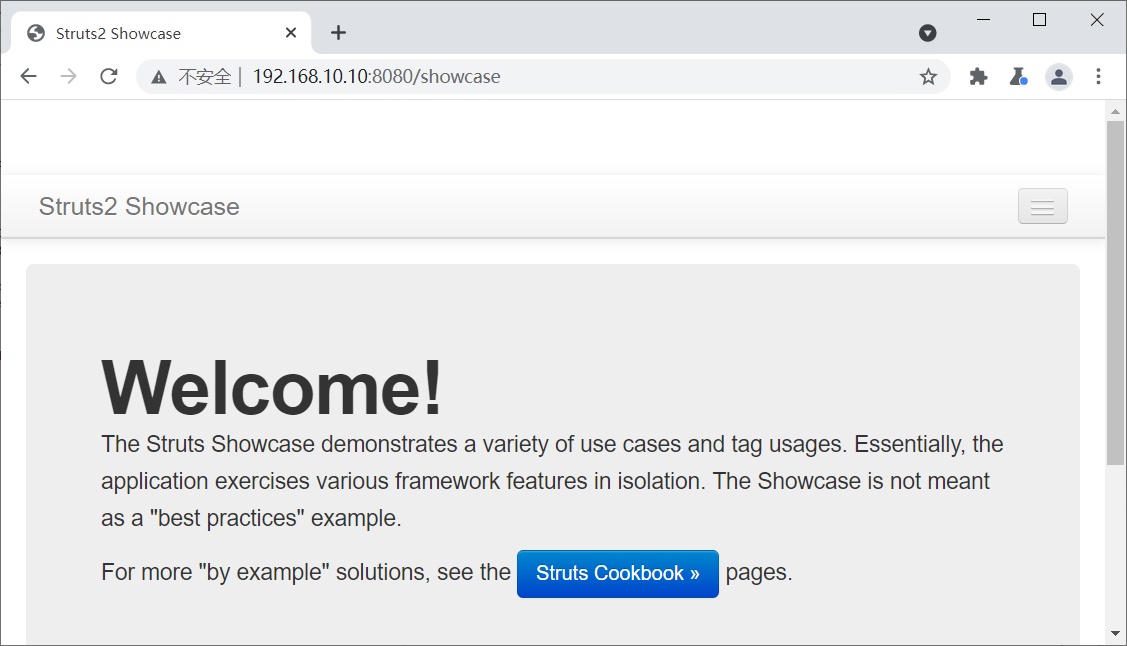 Struts2 Showcase
不安全 | 192.168.10.10:8080/showcase
Struts2 Showcase
Welcome!
The Struts Showcase demonstrates a variety of use cases and tag usages. Essentially, the
application exercises various framework features in isolation. The Showcase is not meant
as a "best practices" example.
For more "by example" solutions, see the Struts Cookbook » pages.